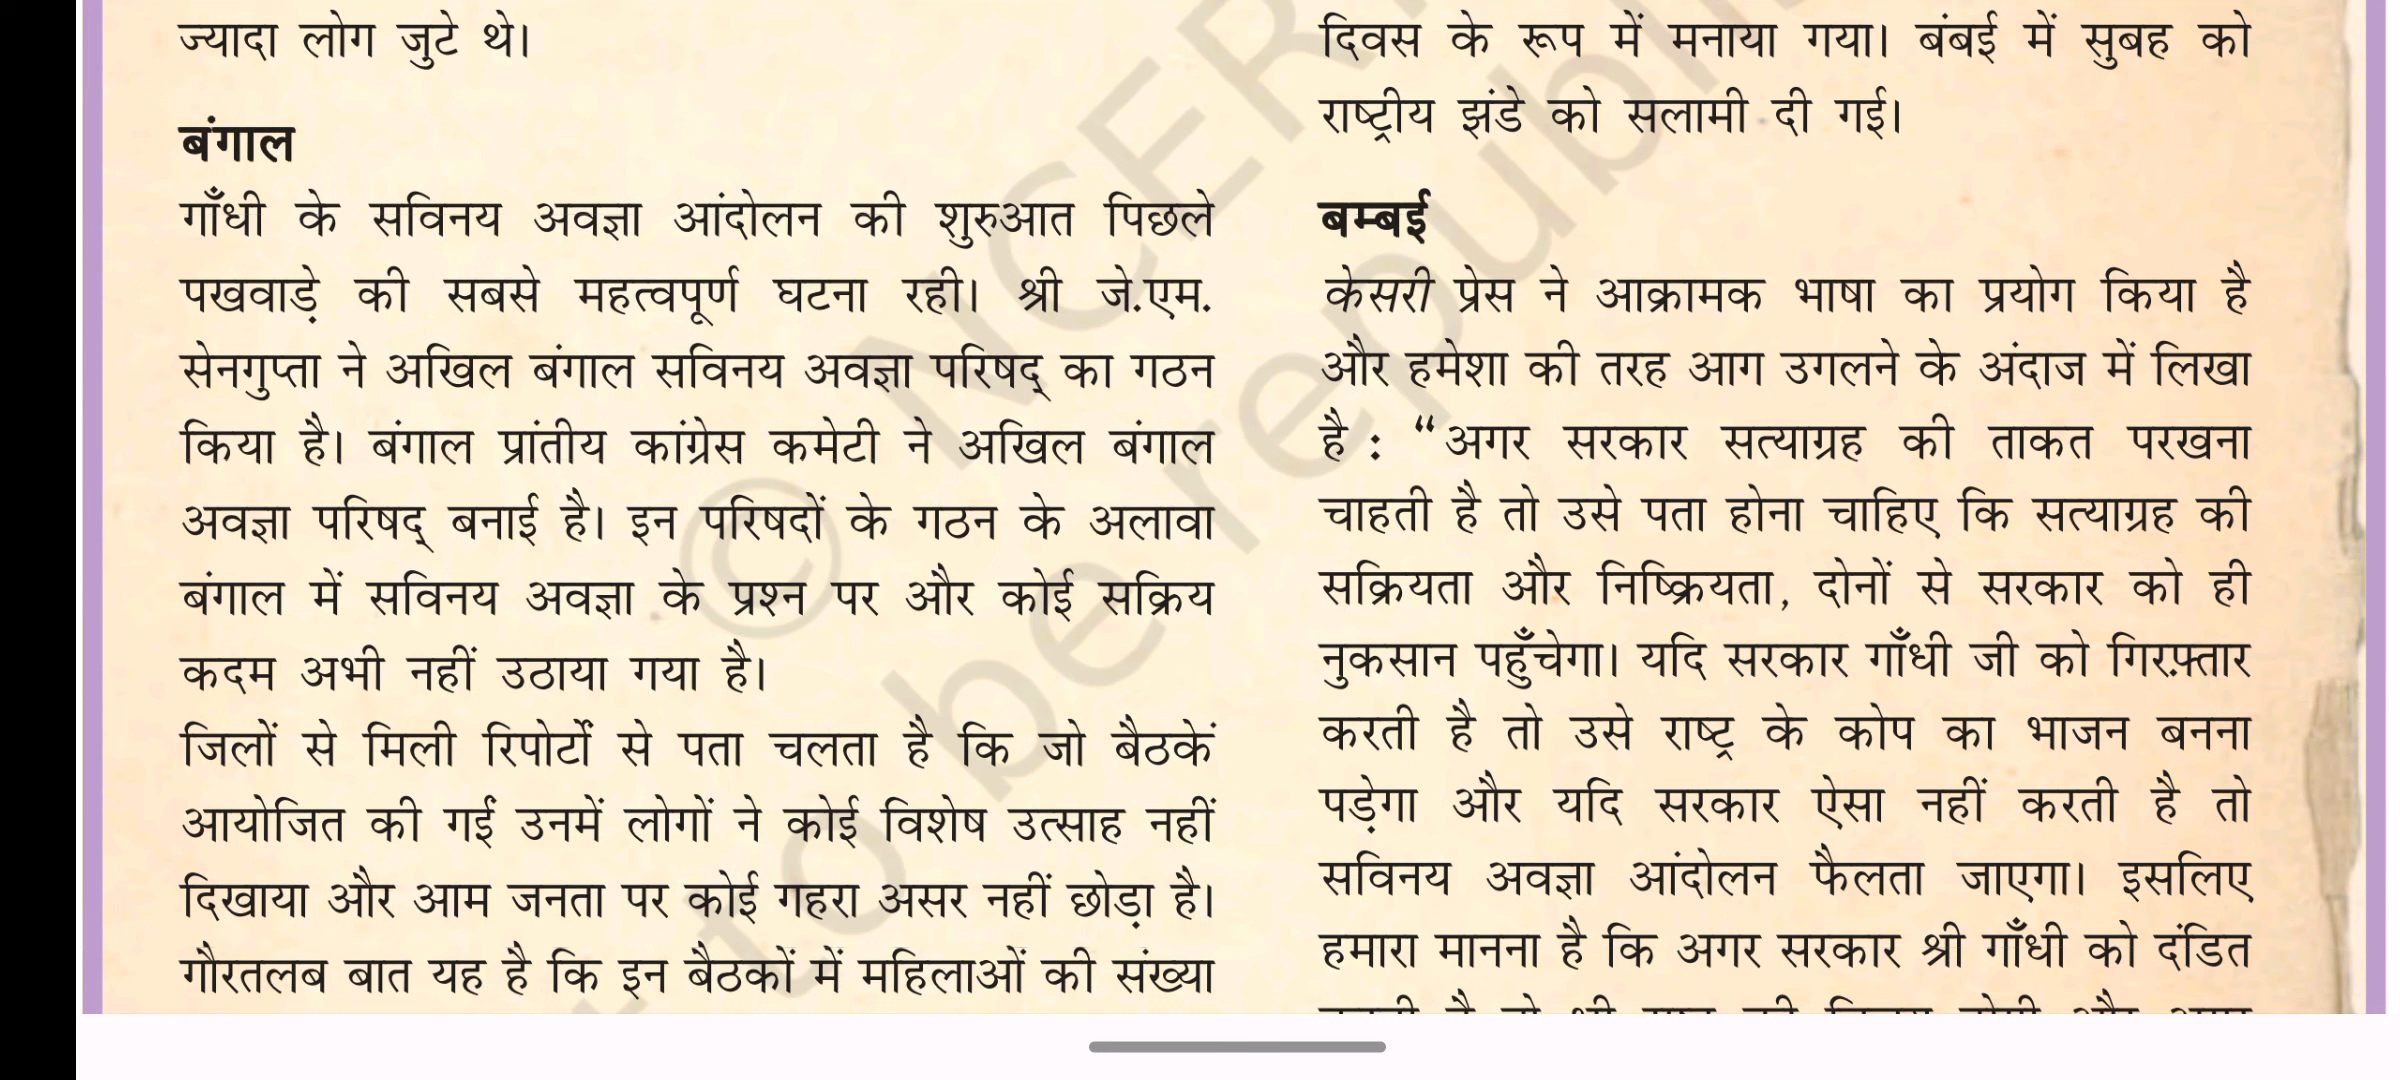 ज्यादा लोग जुटे थे।
बंगाल
गाँधी के सविनय अवज्ञा आंदोलन की शुरुआत पिछले
पखवाड़े की सबसे महत्वपूर्ण घटना रही। श्री जे.एम.
सेनगुप्ता ने अखिल बंगाल सविनय अवज्ञा परिषद् का गठन
किया है। बंगाल प्रांतीय कांग्रेस कमेटी ने अखिल बंगाल
अवज्ञा परिषद् बनाई है। इन परिषदों के गठन के अलावा
बंगाल में सविनय अवज्ञा के प्रश्न पर और कोई सक्रिय
कदम अभी नहीं उठाया गया है।
जिलों से मिली रिपोर्टों से पता चलता है कि जो बैठकें
आयोजित की गईं उनमें लोगों ने कोई विशेष उत्साह नहीं
दिखाया और आम जनता पर कोई गहरा असर नहीं छोड़ा है।
गौरतलब बात यह है कि इन बैठकों में महिलाओं की संख्या
दिवस के रूप में मनाया गया। बंबई में सुबह को
राष्ट्रीय झंडे को सलामी दी गई।
बम्बई
केसरी प्रेस ने आक्रामक भाषा का प्रयोग किया है
और हमेशा की तरह आग उगलने के अंदाज में लिखा
है : “अगर सरकार सत्याग्रह की ताकत परखना
चाहती है तो उसे पता होना चाहिए कि सत्याग्रह की
सक्रियता और निष्क्रियता, दोनों से सरकार को ही
नुकसान पहुँचेगा। यदि सरकार गाँधी जी को गिरफ़्तार
करती है तो उसे राष्ट्र के कोप का भाजन बनना
पड़ेगा और यदि सरकार ऐसा नहीं करती है तो
सविनय अवज्ञा आंदोलन फैलता जाएगा। इसलिए
हमारा मानना है कि अगर सरकार श्री गाँधी को दंडित
© NCER
to be republi